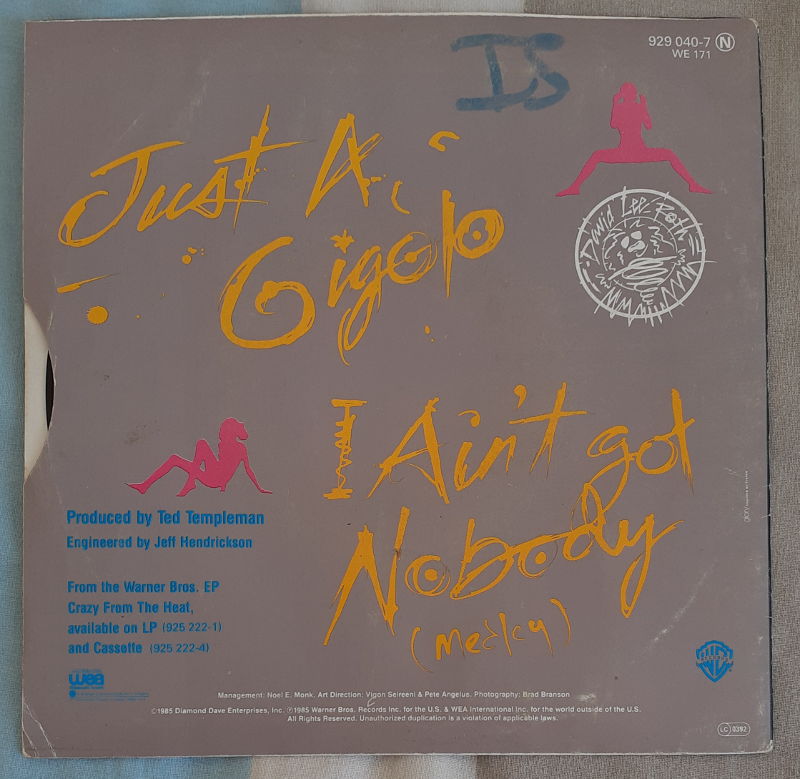 IS
929 040-7 N
WE 171
Just A
Gigolo
David Lee Roth
I Ain't got
Nobody
(medley)
Produced by Ted Templeman
Engineered by Jeff Hendrickson
From the Warner Bros. EP
Crazy From The Heat,
available on LP (925 222-1)
and Cassette (925 222-4)
wea
Management: Noel E. Monk. Art Direction: Vigon Seireeni & Pete Angelus. Photography: Brad Branson
©1985 Diamond Dave Enterprises, Inc. ℗1985 Warner Bros. Records Inc. for the U.S. & WEA International Inc. for the world outside of the U.S.
All Rights Reserved. Unauthorized duplication is a violation of applicable laws.
LC 0392